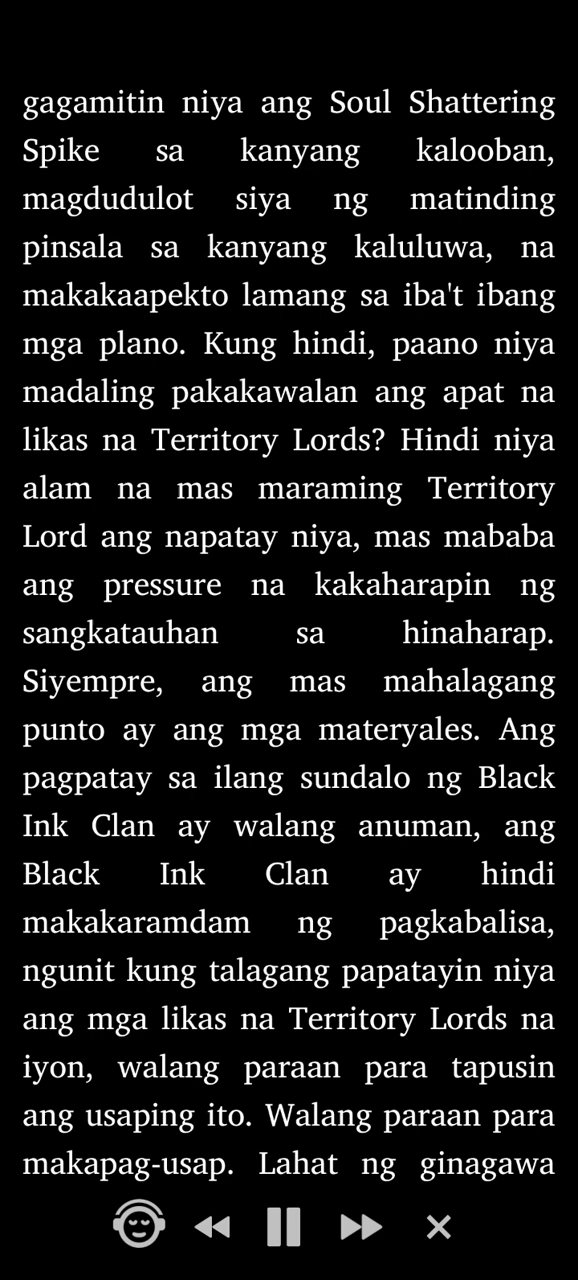 gagamitin niya ang Soul Shattering
Spike sa kanyang kalooban,
magdudulot siya ng matinding
pinsala sa kanyang kaluluwa, na
makakaapekto lamang sa iba't ibang
mga plano. Kung hindi, paano niya
madaling pakakawalan ang apat na
likas na Territory Lords? Hindi niya
alam na mas maraming Territory
Lord ang napatay niya, mas mababa
ang pressure na kakaharapin ng
sangkatauhan sa hinaharap.
Siyempre, ang mas mahalagang
punto ay ang mga materyales. Ang
pagpatay sa ilang sundalo ng Black
Ink Clan ay walang anuman, ang
Black Ink Clan ay hindi
makakaramdam ng pagkabalisa,
ngunit kung talagang papatayin niya
ang mga likas na Territory Lords na
iyon, walang paraan para tapusin
ang usaping ito. Walang paraan para
makapag-usap. Lahat ng ginagawa